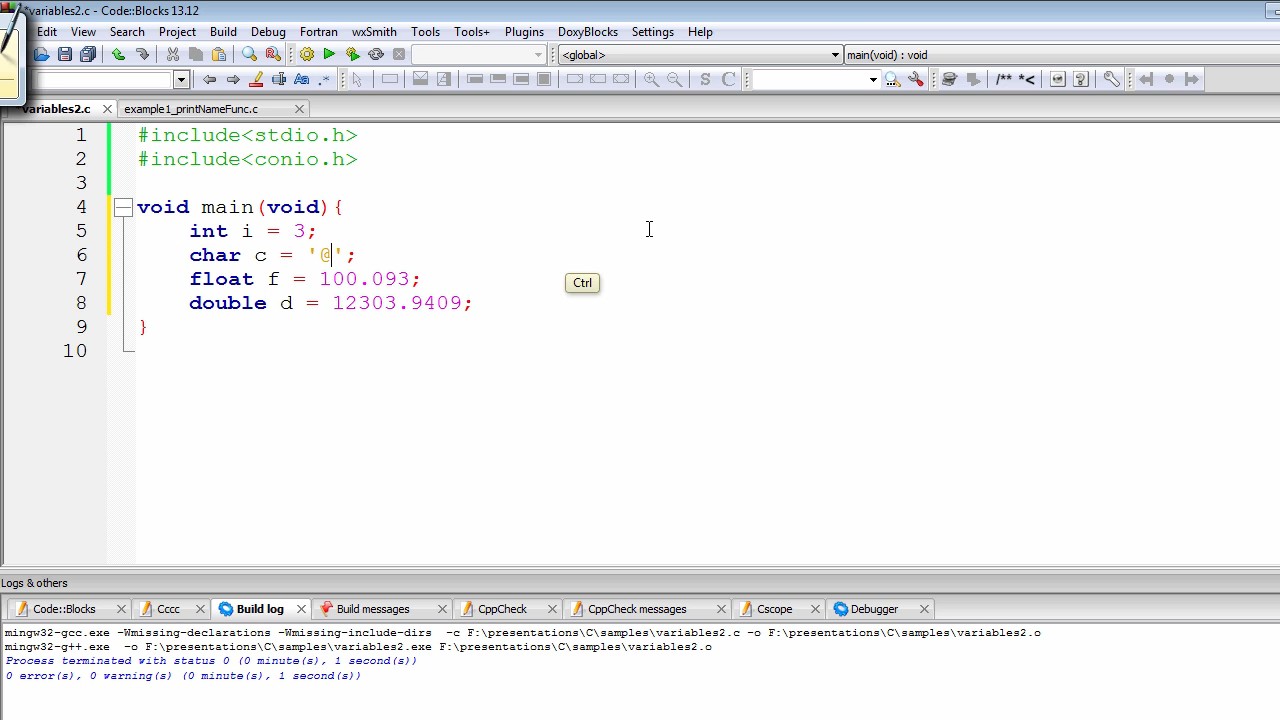 *variables2.c - Code::Blocks 13.12
Edit View Search Project Build Debug Fortran wxSmith Tools Tools+ Plugins DoxyBlocks Settings Help
<global> main(void) : void
/** *<
variables2.c example1_printNameFunc.c
1 #include<stdio.h>
2 #include<conio.h>
3
4 void main(void){
5 int i = 3;
6 char c = '@';
7 float f = 100.093;
Ctrl
8 double d = 12303.9409;
9 }
10
Logs & others
Code::Blocks Cccc Build log Build messages CppCheck CppCheck messages Cscope Debugger
mingw32-gcc.exe -Wmissing-declarations -Wmissing-include-dirs -c F:\presentations\C\samples\variables2.c -o F:\presentations\C\samples\variables2.o
mingw32-g++.exe -o F:\presentations\C\samples\variables2.exe F:\presentations\C\samples\variables2.o
Process terminated with status 0 (0 minute(s), 1 second(s))
0 error(s), 0 warning(s) (0 minute(s), 1 second(s))